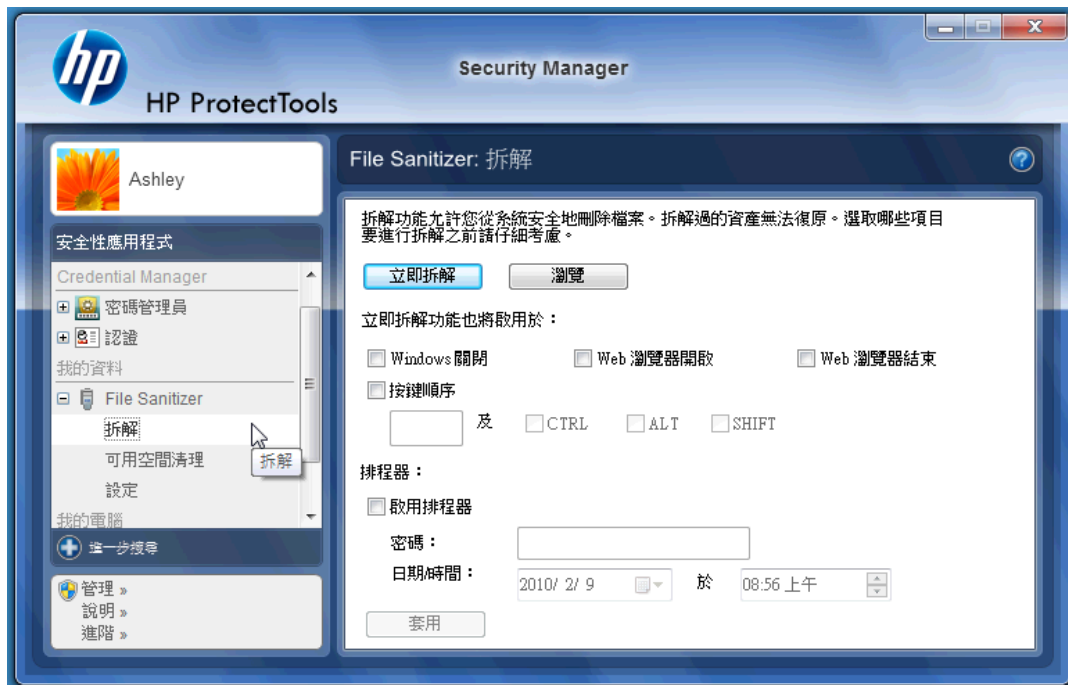 hp
HP ProtectTools
Security Manager
Ashley
安全性應用程式
Credential Manager
密碼管理員
認證
我的資料
File Sanitizer
拆解
可用空間清理
設定
我的電腦
拆解
進一步搜尋
管理 »
說明 »
進階 »
File Sanitizer: 拆解
?
拆解功能允許您從系統安全地刪除檔案。拆解過的資產無法復原。選取哪些項目
要進行拆解之前請仔細考慮。
立即拆解 瀏覽
立即拆解功能也將啟用於：
Windows 關閉 Web 瀏覽器開啟 Web 瀏覽器結束
按鍵順序
及 CTRL ALT SHIFT
排程器：
啟用排程器
密碼：
日期/時間： 2010/ 2/ 9 於 08:56 上午
套用